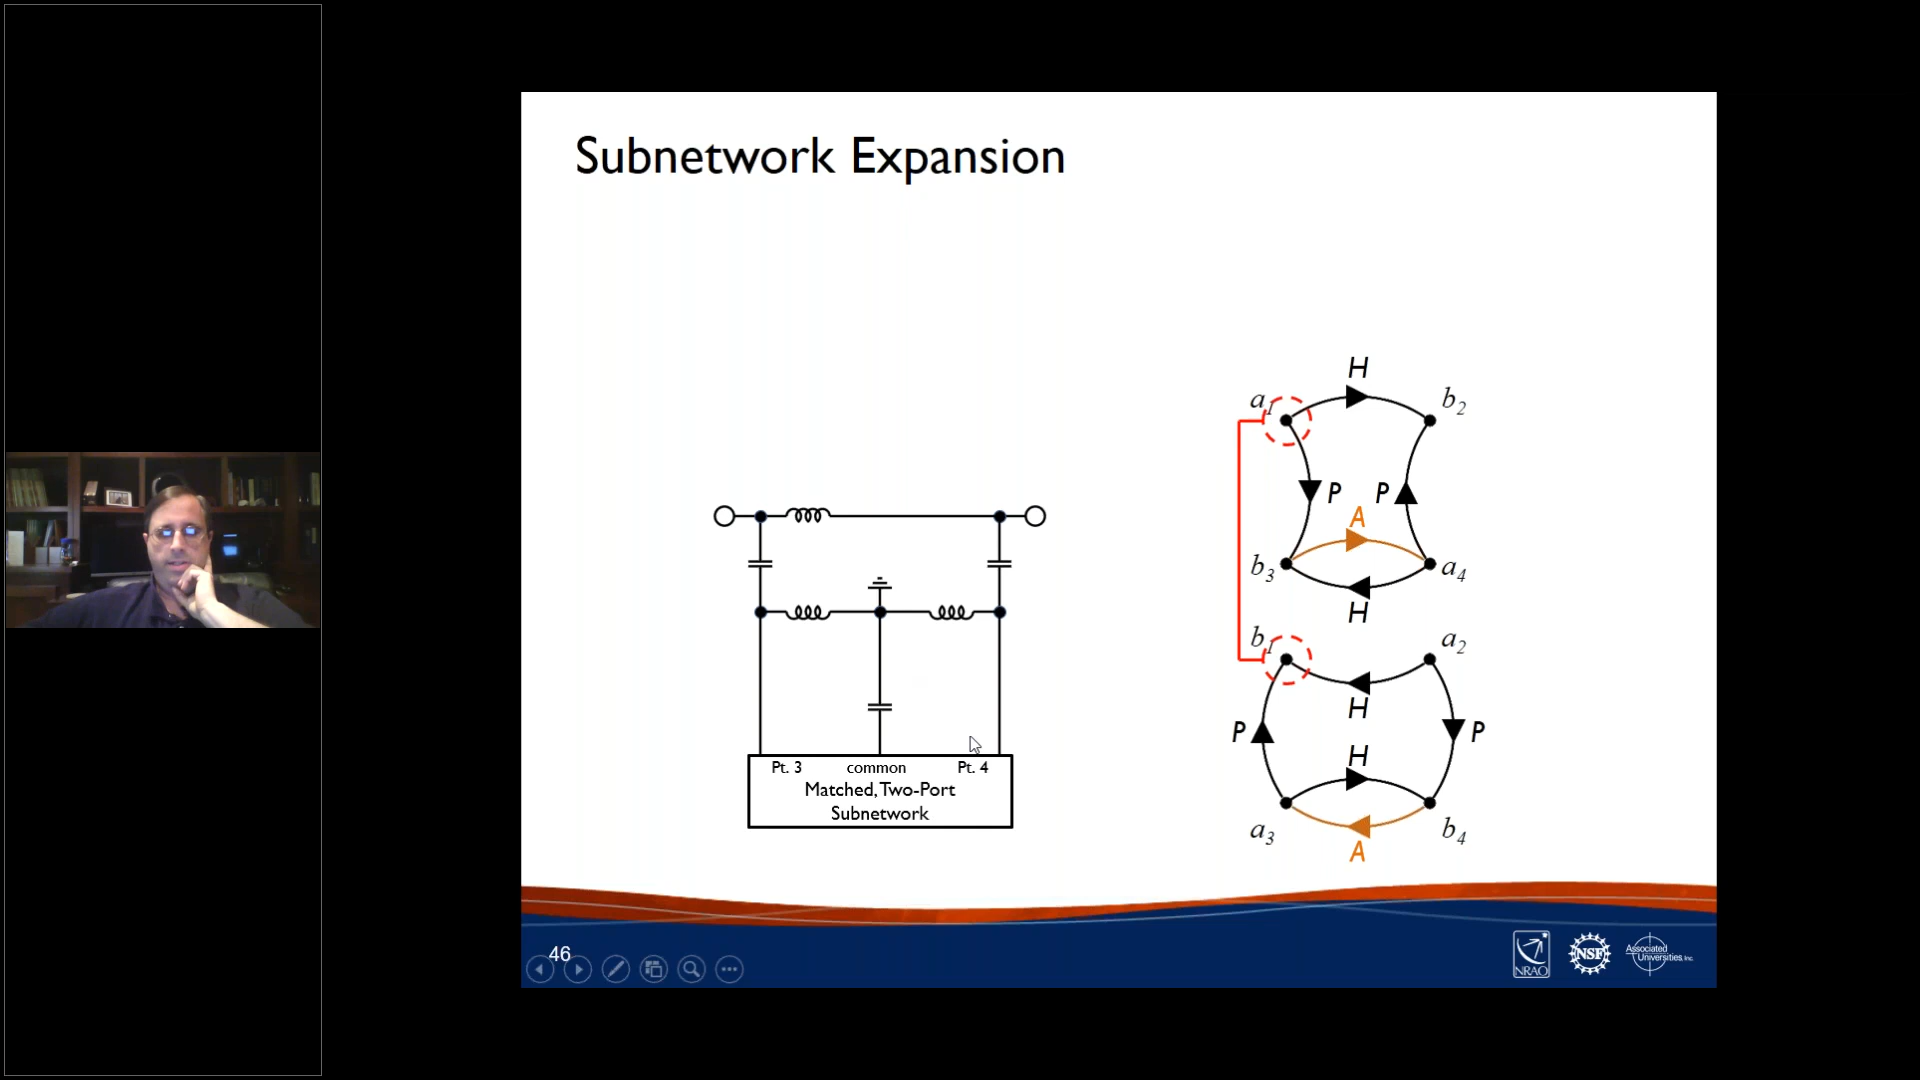 Subnetwork Expansion
H
a1
b2
P
P
A
b3
a4
H
b1
a2
H
P
P
H
a3
b4
A
Pt. 3
common
Pt. 4
Matched, Two-Port
Subnetwork
46
NRAO
NSF
Associated
Universities, Inc.